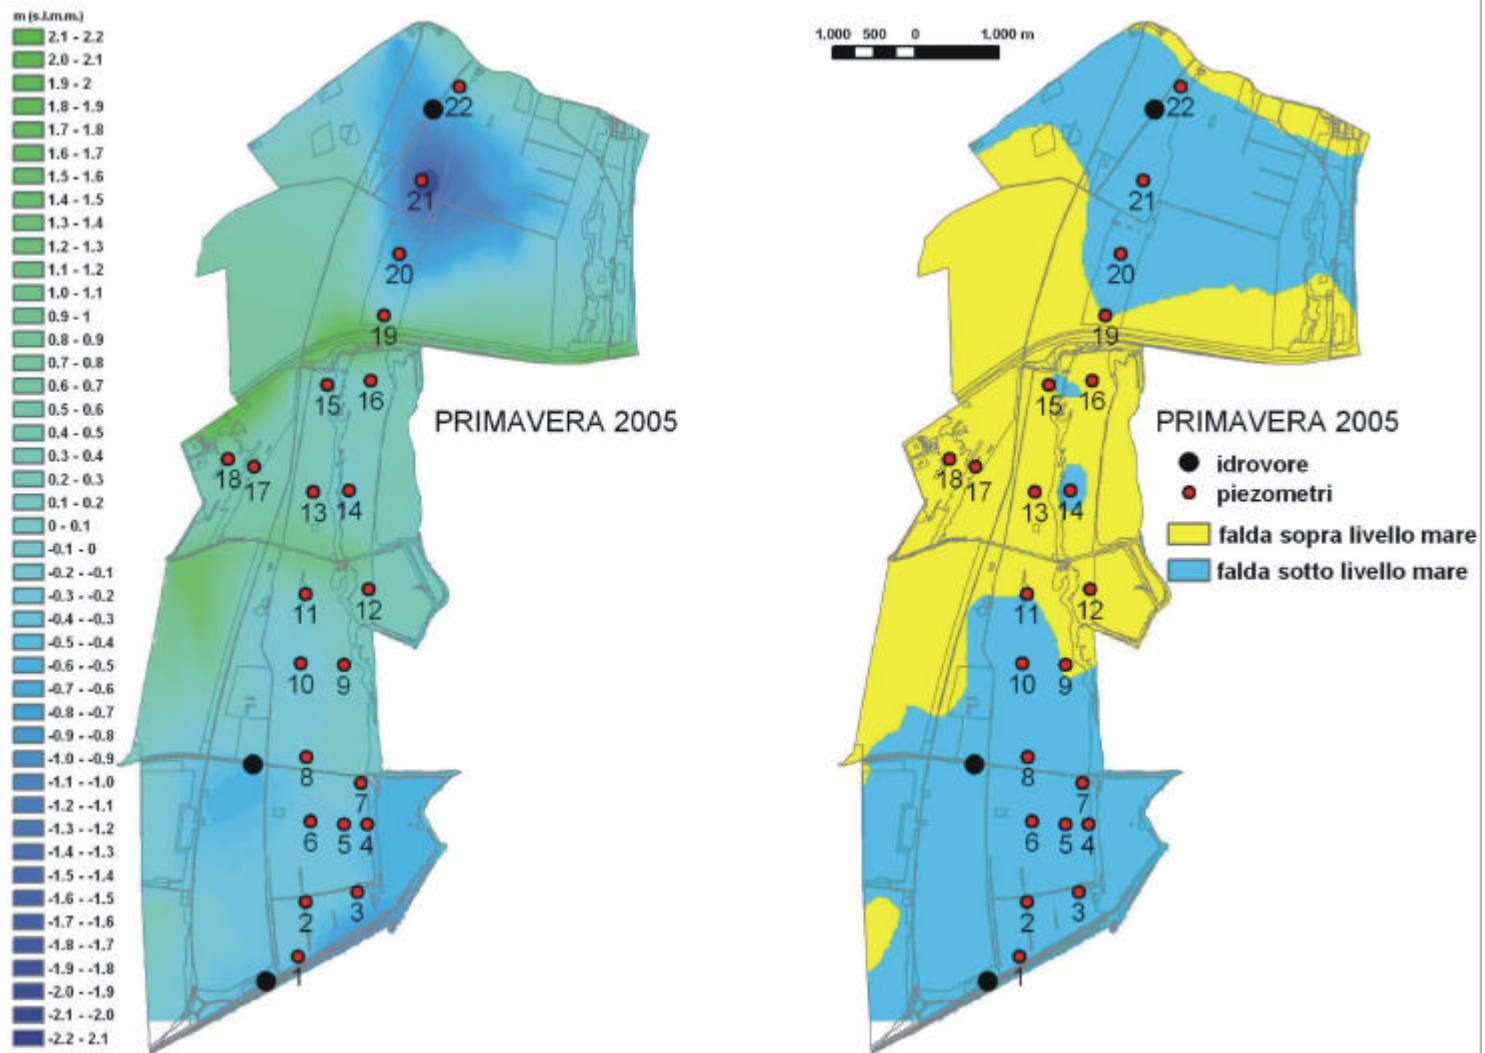 m (s.l.m.m.)
2.1 - 2.2
2.0 - 2.1
1.9 - 2
1.8 - 1.9
1.7 - 1.8
1.6 - 1.7
1.5 - 1.6
1.4 - 1.5
1.3 - 1.4
1.2 - 1.3
1.1 - 1.2
1.0 - 1.1
0.9 - 1
0.8 - 0.9
0.7 - 0.8
0.6 - 0.7
0.5 - 0.6
0.4 - 0.5
0.3 - 0.4
0.2 - 0.3
0.1 - 0.2
0 - 0.1
-0.1 - 0
-0.2 - -0.1
-0.3 - -0.2
-0.4 - -0.3
-0.5 - -0.4
-0.6 - -0.5
-0.7 - -0.6
-0.8 - -0.7
-0.9 - -0.8
-1.0 - -0.9
-1.1 - -1.0
-1.2 - -1.1
-1.3 - -1.2
-1.4 - -1.3
-1.5 - -1.4
-1.6 - -1.5
-1.7 - -1.6
-1.8 - -1.7
-1.9 - -1.8
-2.0 - -1.9
-2.1 - -2.0
-2.2 - 2.1
22
21
20
19
15
16
18
17
13
14
11
12
10
9
8
7
6
5
4
3
2
1
PRIMAVERA 2005
1,000 500 0 1,000 m
22
21
20
19
15
16
18
17
13
14
11
12
10
9
8
7
6
5
4
3
2
1
PRIMAVERA 2005
idrovore
piezometri
falda sopra livello mare
falda sotto livello mare